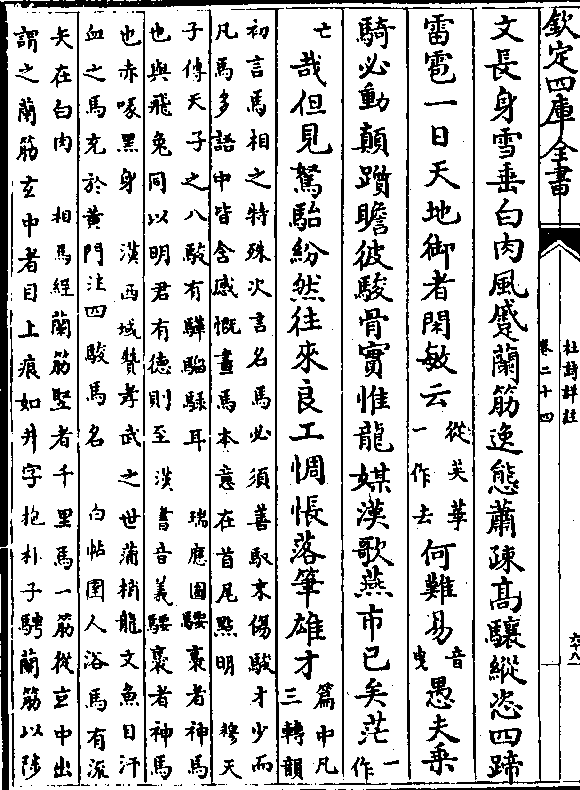 欽定四庫全書
杜詩詳註
卷二十四
六十八
文長身雪垂白肉風蹙蘭筋逸態蕭疎髙驤縱恣四蹄
雷雹一日天地御者閑敏云從英華一作去何難易音曳愚夫乘
騎必動顛躓瞻彼駿骨實惟龍媒漢歌燕市已矣茫一作
亡哉但見駑駘紛然往來良工惆悵落筆雄才篇中凡三轉韻
初言馬相之特殊次言名馬必須善馭末傷駿才少而
凡馬多語中皆含感慨畫馬本意在首尾點明 穆天
子傳天子之八駿有驊騮騄耳 瑞應圖騕褭者神馬
也與飛兔同以明君有德則至 漢書音義騕褭者神馬
也赤喙黑身 漢西域贊孝武之世蒲梢龍文魚目汗
血之馬充於黄門注四駿馬名 白帖圉人浴馬有流
矢在白肉 相馬經蘭筋竪者千里馬一筋從玄中出
謂之蘭筋玄中者目上痕如井字抱朴子騁蘭筋以陟